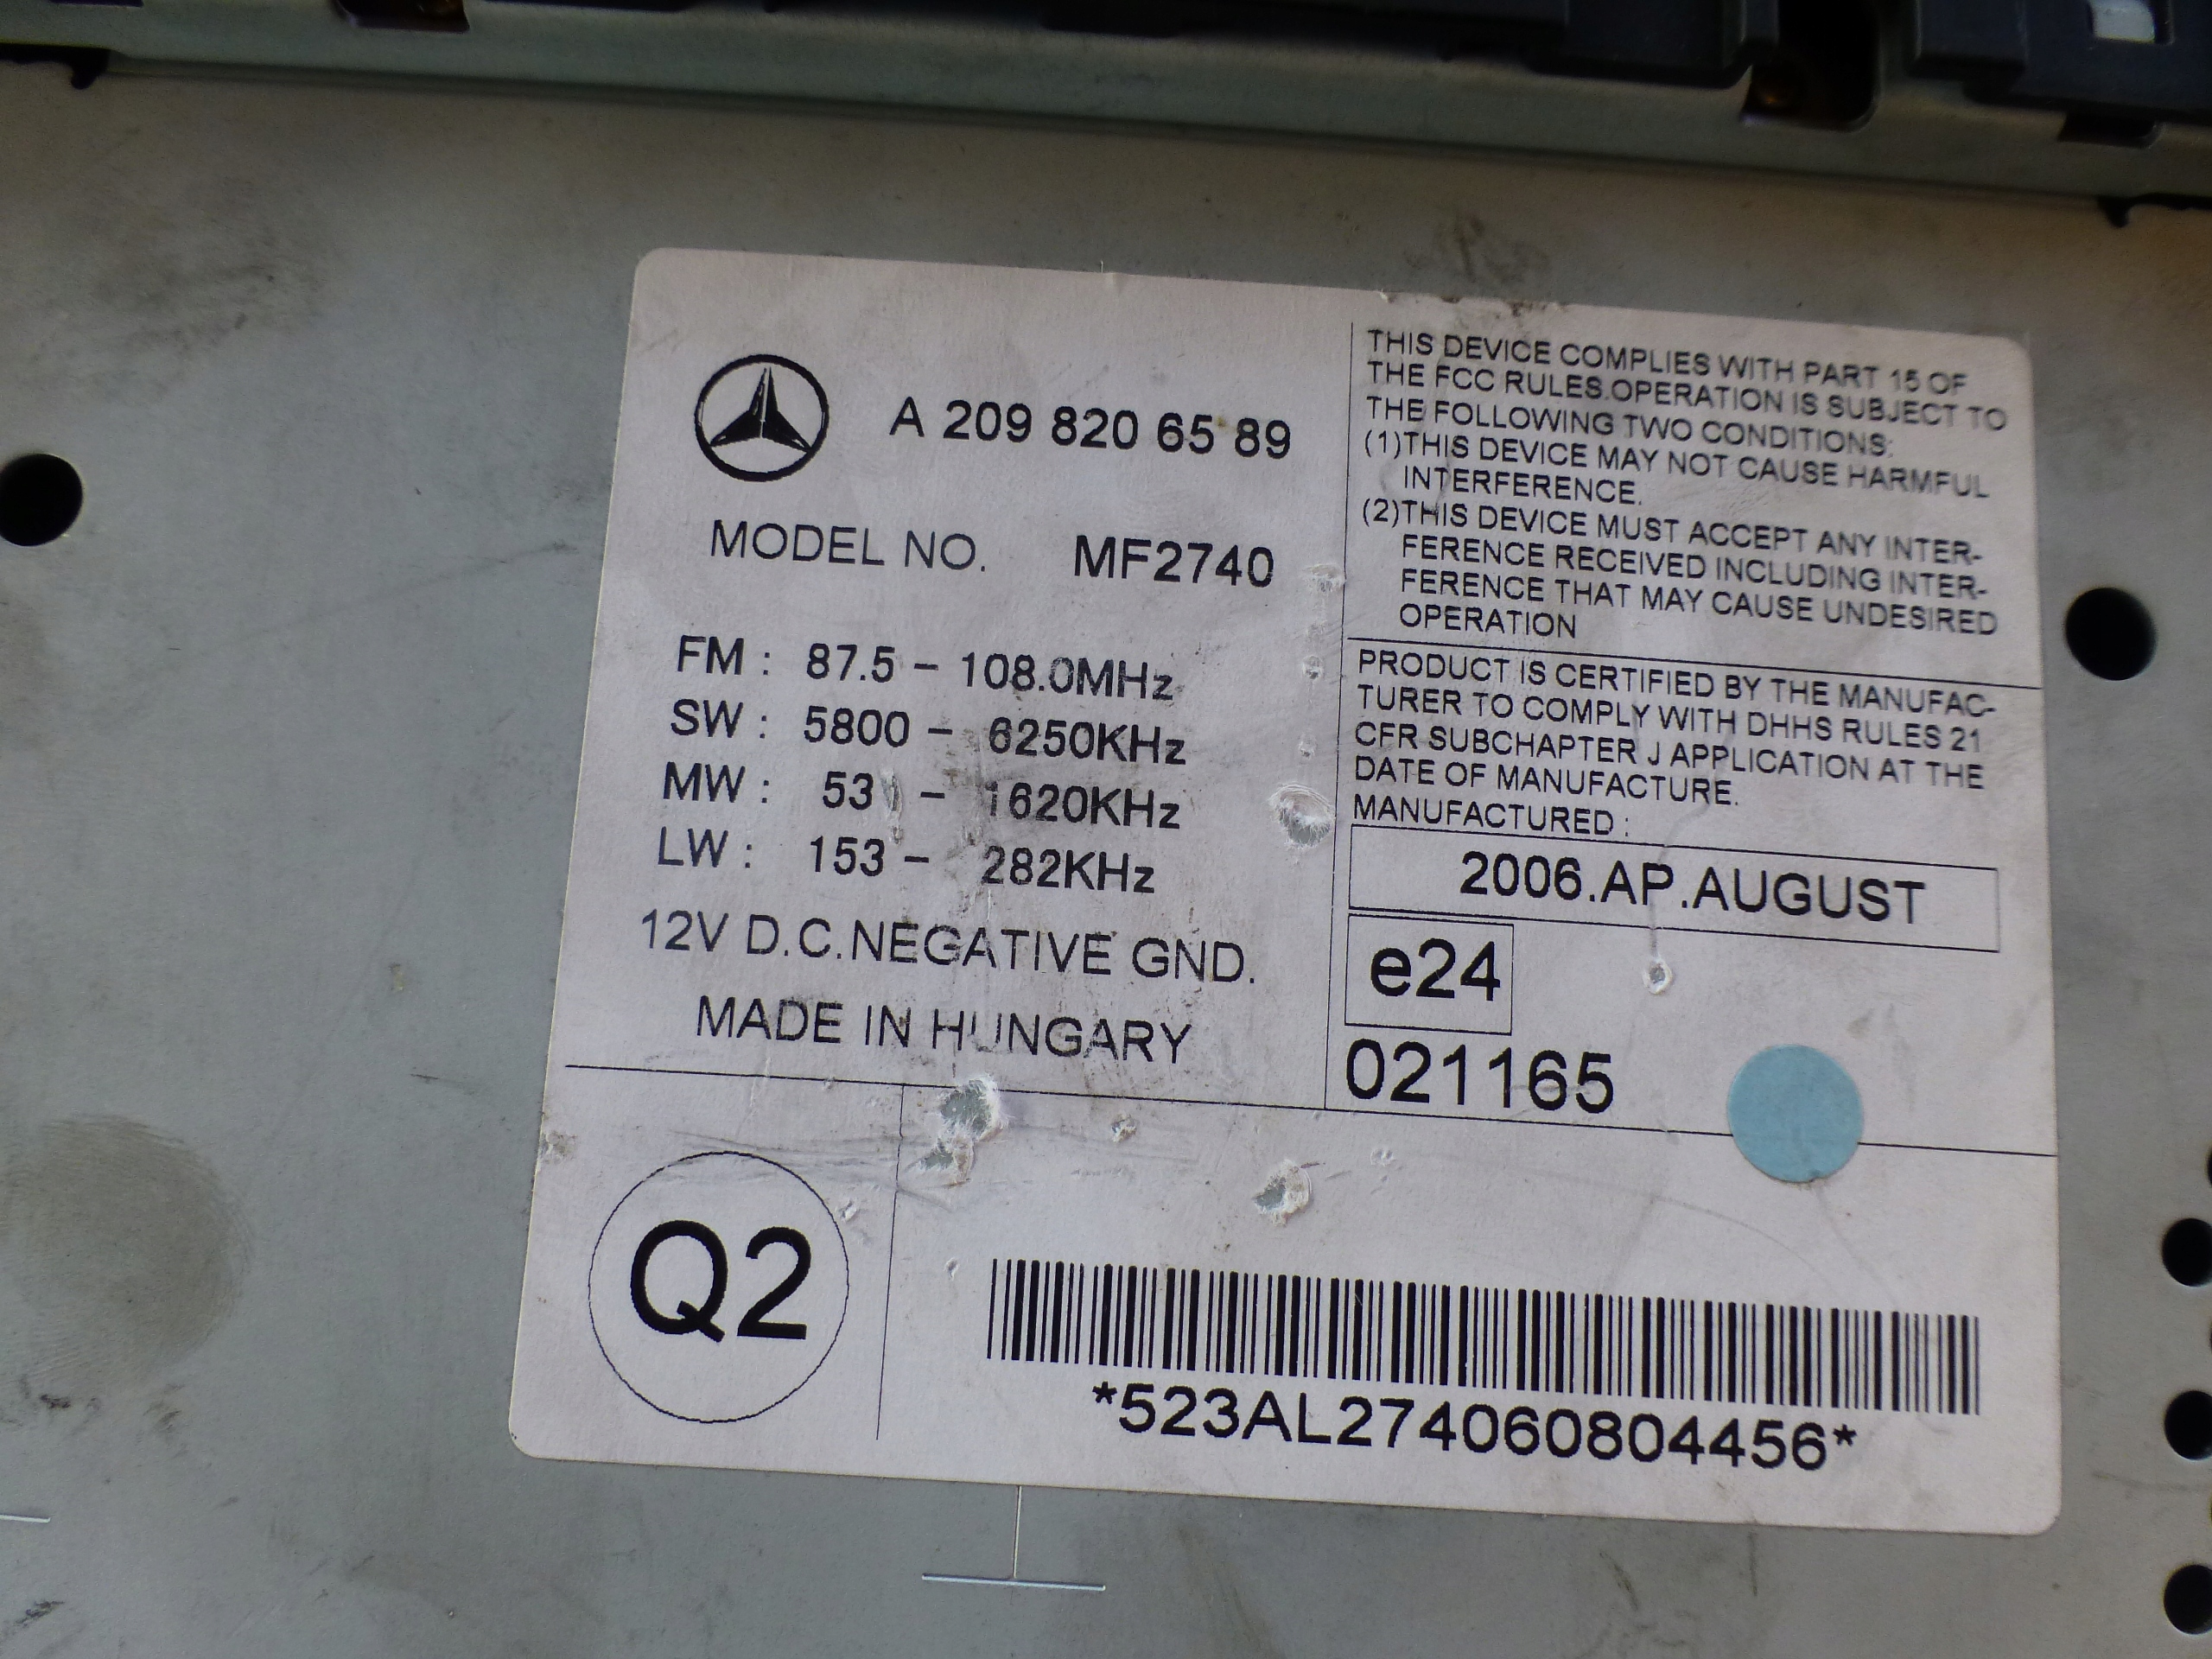 A 209 820 65 89
MODEL NO. MF2740
FM : 87.5 – 108.0MHz
SW : 5800 – 6250KHz
MW : 531 – 1620KHz
LW : 153 – 282KHz
12V D.C.NEGATIVE GND.
MADE IN HUNGARY
THIS DEVICE COMPLIES WITH PART 15 OF
THE FCC RULES.OPERATION IS SUBJECT TO
THE FOLLOWING TWO CONDITIONS:
(1)THIS DEVICE MAY NOT CAUSE HARMFUL
INTERFERENCE.
(2)THIS DEVICE MUST ACCEPT ANY INTER-
FERENCE RECEIVED INCLUDING INTER-
FERENCE THAT MAY CAUSE UNDESIRED
OPERATION
PRODUCT IS CERTIFIED BY THE MANUFAC-
TURER TO COMPLY WITH DHHS RULES 21
CFR SUBCHAPTER J APPLICATION AT THE
DATE OF MANUFACTURE.
MANUFACTURED :
2006.AP.AUGUST
e24
021165
Q2
*523AL274060804456*